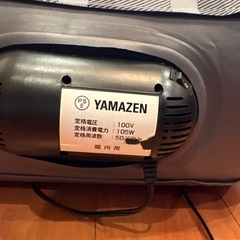 PS
E
YAMAZEN
定格電圧：100V
定格消費電力：105W
定格周波数：50/60Hz
屋内用